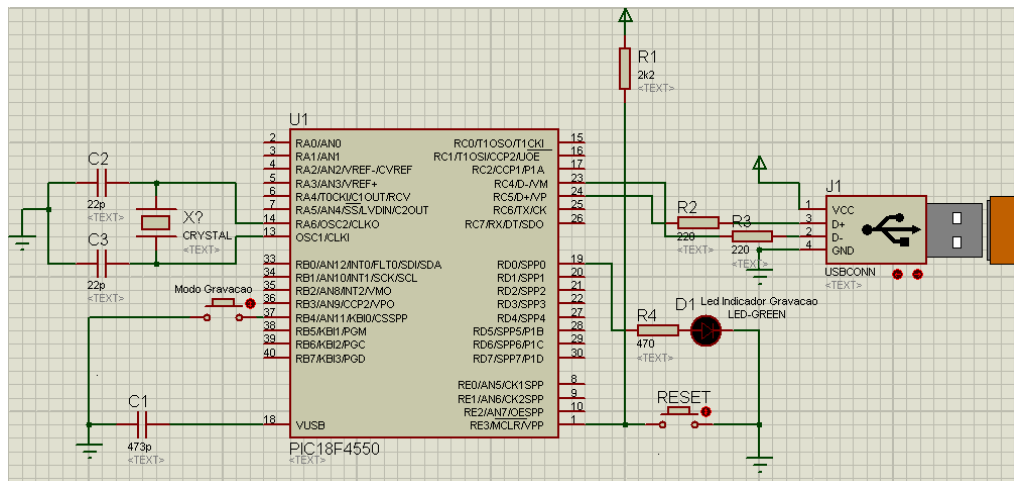 R1
2k2
<TEXT>
U1
2 RA0/AN0
3 RA1/AN1
4 RA2/AN2/VREF-/CVREF
5 RA3/AN3/VREF+
6 RA4/T0CKI/C1OUT/RCV
7 RA5/AN4/SS/LVDIN/C2OUT
14 RA6/OSC2/CLKO
13 OSC1/CLKI
33 RB0/AN12/INT0/FLT0/SDI/SDA
34 RB1/AN10/INT1/SCK/SCL
35 RB2/AN8/INT2/VMO
36 RB3/AN9/CCP2/VPO
37 RB4/AN11/KBI0/CSSPP
38 RB5/KBI1/PGM
39 RB6/KBI2/PGC
40 RB7/KBI3/PGD
18 VUSB
RC0/T1OSO/T1CKI 15
RC1/T1OSI/CCP2/UOE 16
RC2/CCP1/P1A 17
RC4/D-/VM 23
RC5/D+/VP 24
RC6/TX/CK 25
RC7/RX/DT/SDO 26
RD0/SPP0 19
RD1/SPP1 20
RD2/SPP2 21
RD3/SPP3 22
RD4/SPP4 27
RD5/SPP5/P1B 28
RD6/SPP6/P1C 29
RD7/SPP7/P1D 30
RE0/AN5/CK1SPP 8
RE1/AN6/CK2SPP 9
RE2/AN7/OESPP 10
RE3/MCLR/VPP 1
PIC18F4550
<TEXT>
C2
22p
<TEXT>
X?
CRYSTAL
<TEXT>
C3
22p
<TEXT>
Modo Gravacao
C1
473p
<TEXT>
R2
220
<TEXT>
R3
220
<TEXT>
J1
1 VCC
3 D+
2 D-
4 GND
USBCONN
<TEXT>
D1
Led Indicador Gravacao
LED-GREEN
R4
470
<TEXT>
RESET